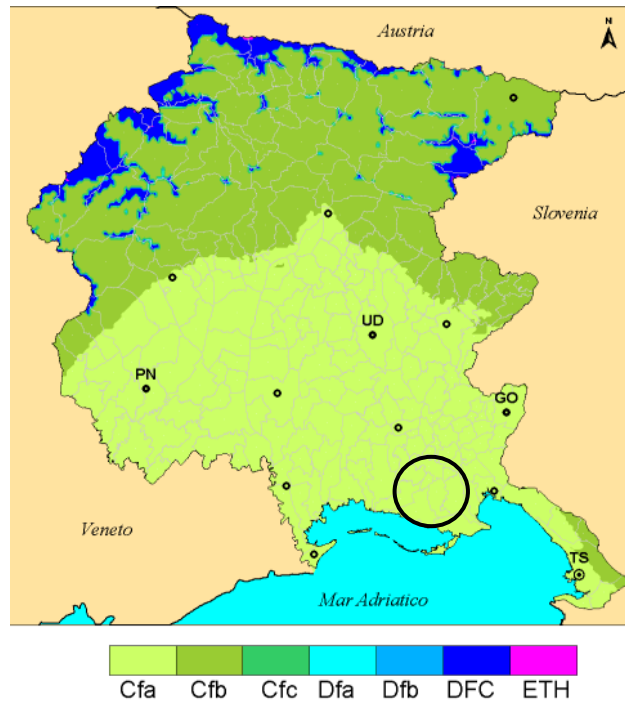 Austria
N
Slovenia
UD
PN
GO
Veneto
TS
Mar Adriatico
Cfa Cfb Cfc Dfa Dfb DFC ETH